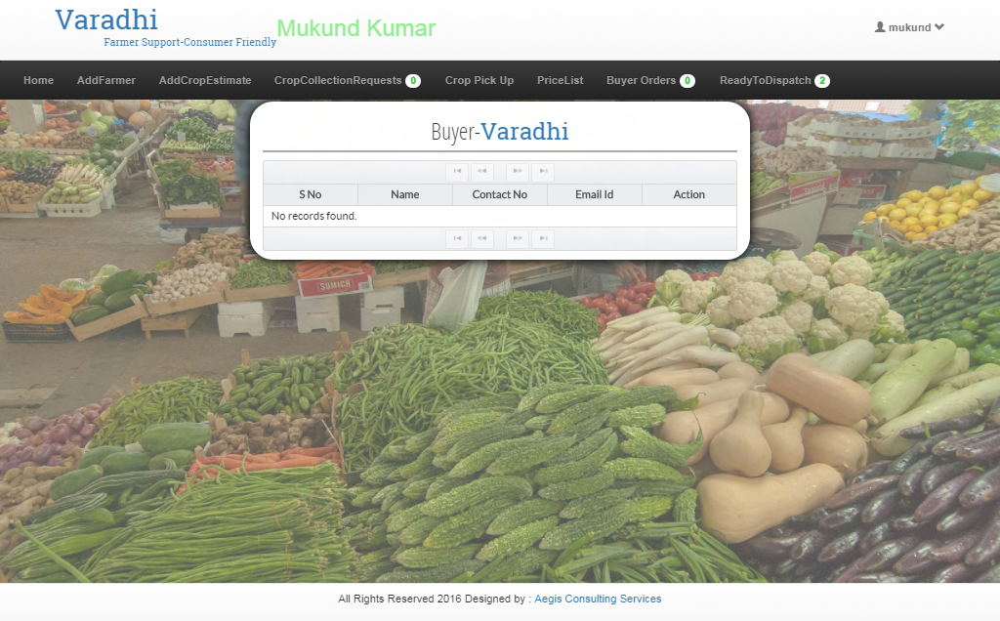 Varadhi
Farmer Support-Consumer Friendly
Mukund Kumar
mukund
Home AddFarmer AddCropEstimate CropCollectionRequests 0 Crop Pick Up PriceList Buyer Orders 0 ReadyToDispatch 2
Buyer-Varadhi
S No Name Contact No Email Id Action
No records found.
SUMACH
All Rights Reserved 2016 Designed by : Aegis Consulting Services